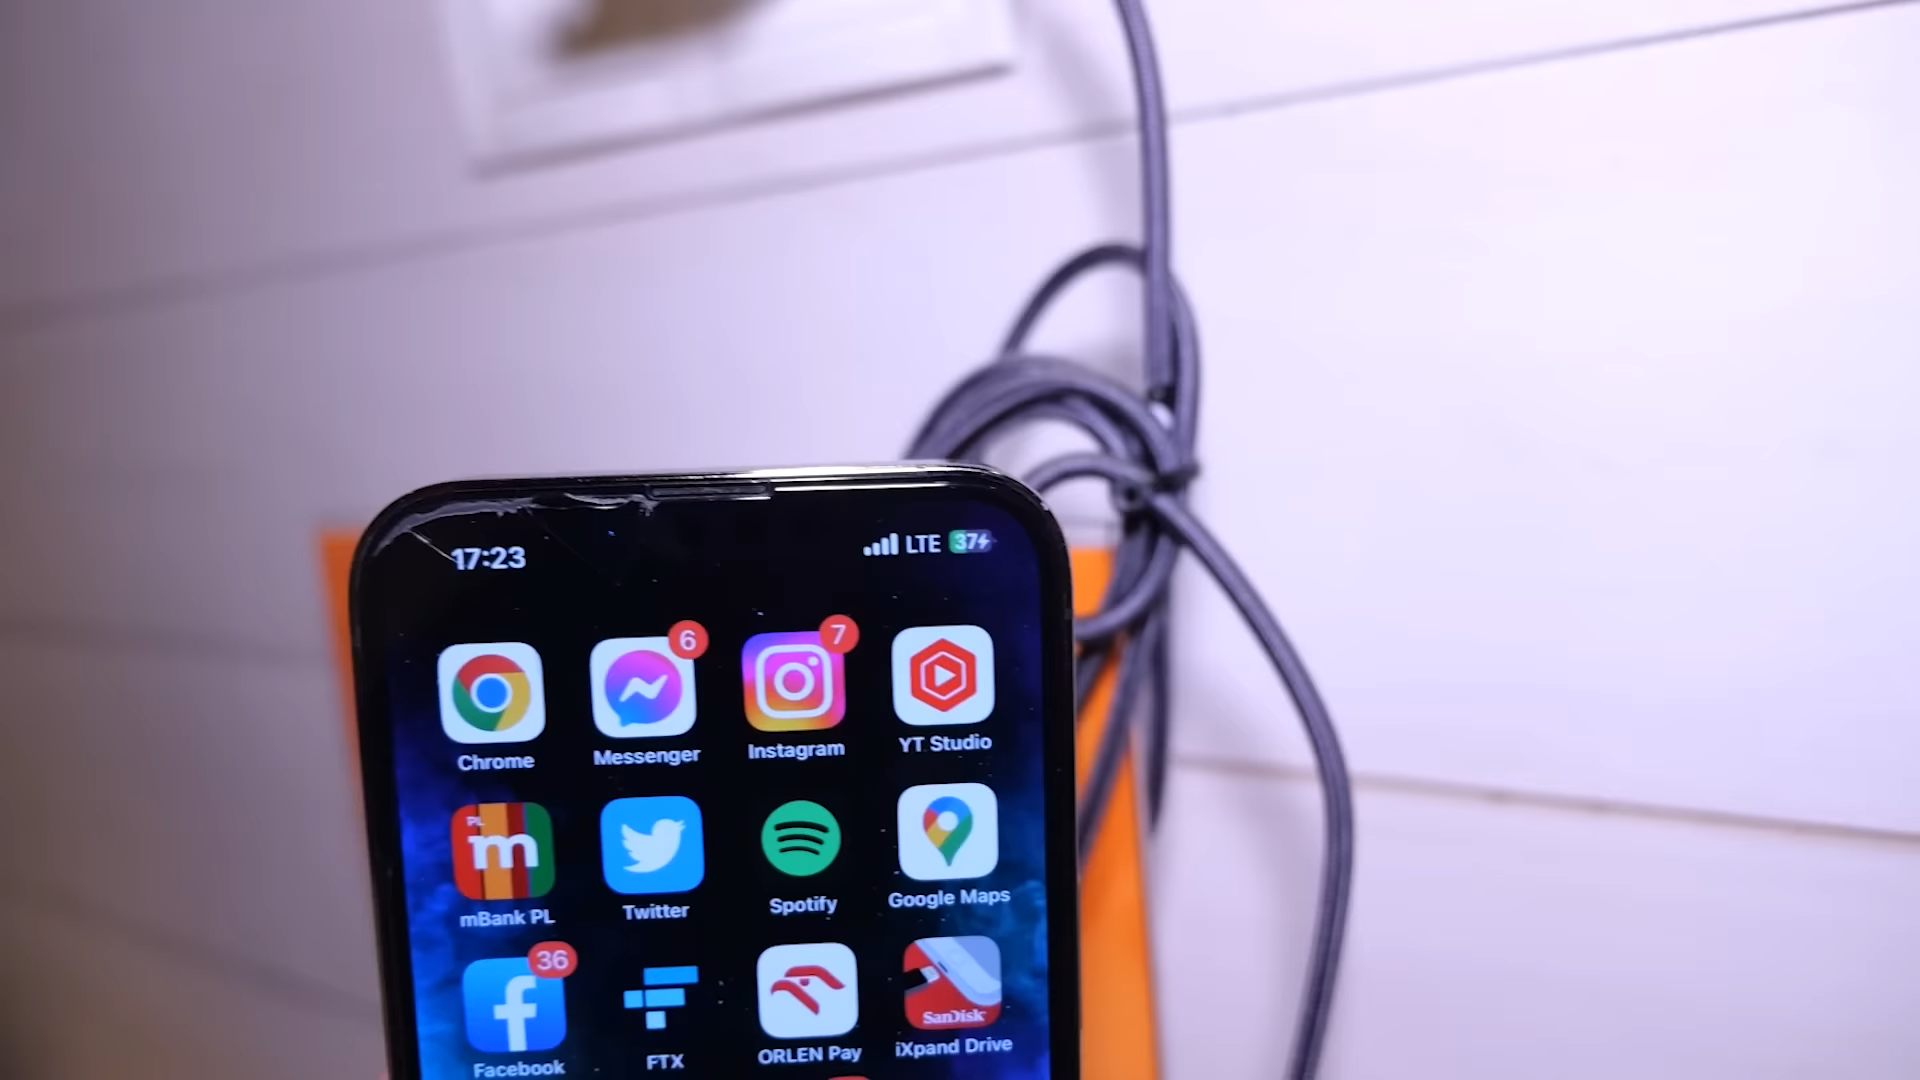 17:23 LTE 37
6 7
Chrome Messenger Instagram YT Studio
PL
m
mBank PL Twitter Spotify Google Maps
36
f
SanDisk
Facebook FTX ORLEN Pay iXpand Drive